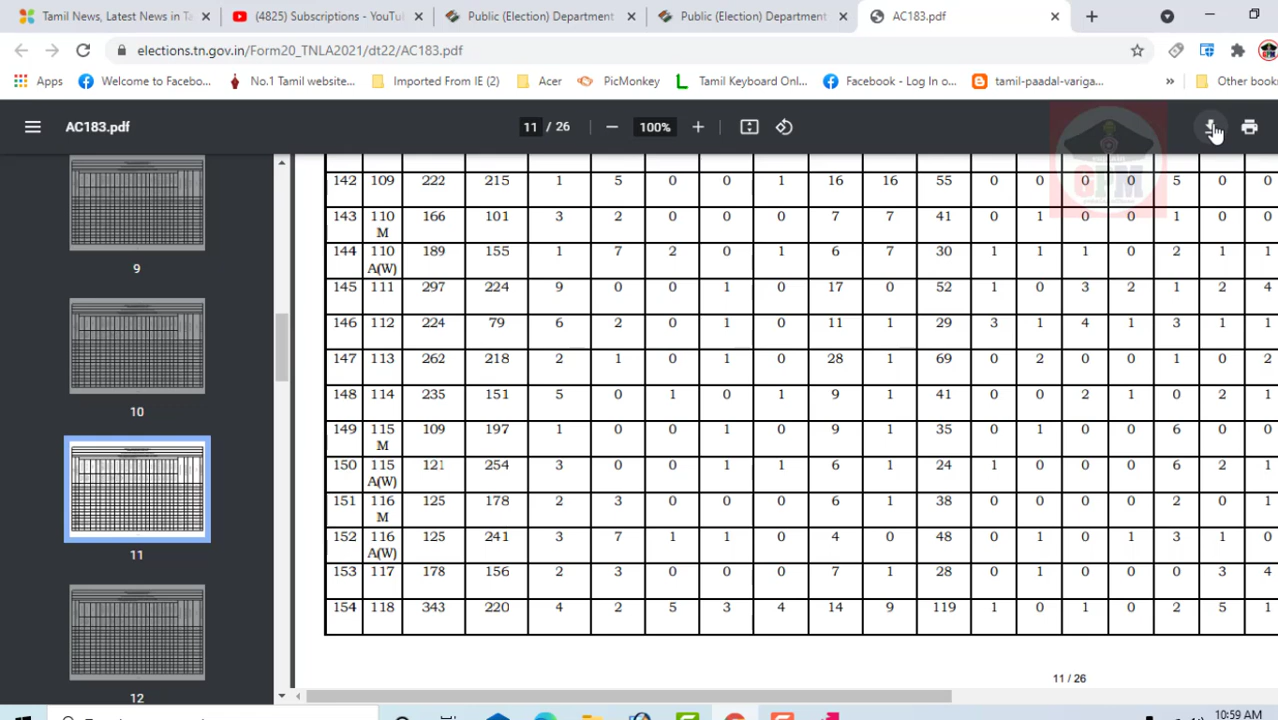 Tamil News, Latest News in Ta
(4825) Subscriptions - YouTu
Public (Election) Department
Public (Election) Department
AC183.pdf
elections.tn.gov.in/Form20_TNLA2021/dt22/AC183.pdf
Apps
Welcome to Facebo...
No.1 Tamil website...
Imported From IE (2)
Acer
PicMonkey
Tamil Keyboard Onl...
Facebook - Log In o...
tamil-paadal-variga...
»
Other book
AC183.pdf
11 / 26
100%
GPM
142 109 222 215 1 5 0 0 1 16 16 55 0 0 0 0 5 0 0
143 110 M 166 101 3 2 0 0 0 7 7 41 0 1 0 0 1 0 0
144 110 A(W) 189 155 1 7 2 0 1 6 7 30 1 1 1 0 2 1 1
145 111 297 224 9 0 0 1 0 17 0 52 1 0 3 2 1 2 4
146 112 224 79 6 2 0 1 0 11 1 29 3 1 4 1 3 1 1
147 113 262 218 2 1 0 1 0 28 1 69 0 2 0 0 1 0 2
148 114 235 151 5 0 1 0 1 9 1 41 0 0 2 1 0 2 1
149 115 M 109 197 1 0 0 1 0 9 1 35 0 1 0 0 6 0 0
150 115 A(W) 121 254 3 0 0 1 1 6 1 24 1 0 0 0 6 2 1
151 116 M 125 178 2 3 0 0 0 6 1 38 0 0 0 0 2 0 1
152 116 A(W) 125 241 3 7 1 1 0 4 0 48 0 1 0 1 3 1 0
153 117 178 156 2 3 0 0 0 7 1 28 0 1 0 0 0 3 4
154 118 343 220 4 2 5 3 4 14 9 119 1 0 1 0 2 5 1
11 / 26
9
10
11
12
10:59 AM